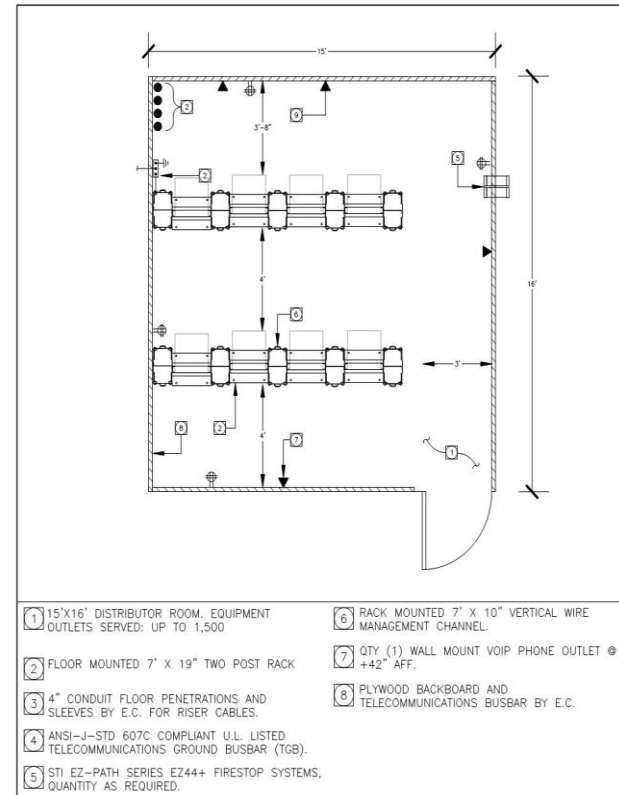 15'
2
9
3'-8"
5
2
4'
16'
6
3'
8
2
4'
7
1
1 15'X16' DISTRIBUTOR ROOM. EQUIPMENT
OUTLETS SERVED: UP TO 1,500
2 FLOOR MOUNTED 7' X 19" TWO POST RACK
3 4" CONDUIT FLOOR PENETRATIONS AND
SLEEVES BY E.C. FOR RISER CABLES.
4 ANSI-J-STD 607C COMPLIANT U.L. LISTED
TELECOMMUNICATIONS GROUND BUSBAR (TGB).
5 STI EZ-PATH SERIES EZ44+ FIRESTOP SYSTEMS,
QUANTITY AS REQUIRED.
6 RACK MOUNTED 7' X 10" VERTICAL WIRE
MANAGEMENT CHANNEL.
7 QTY (1) WALL MOUNT VOIP PHONE OUTLET @
+42" AFF.
8 PLYWOOD BACKBOARD AND
TELECOMMUNICATIONS BUSBAR BY E.C.